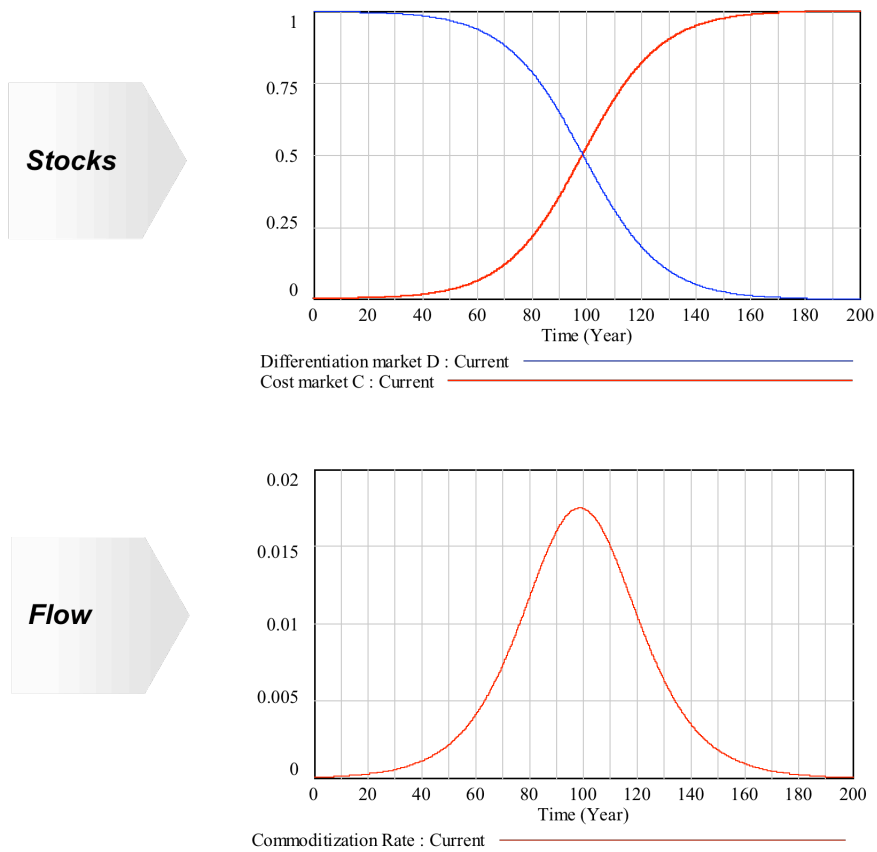 Stocks
1
0.75
0.5
0.25
0
0 20 40 60 80 100 120 140 160 180 200
Time (Year)
Differentiation market D : Current
Cost market C : Current
Flow
0.02
0.015
0.01
0.005
0
0 20 40 60 80 100 120 140 160 180 200
Time (Year)
Commoditization Rate : Current